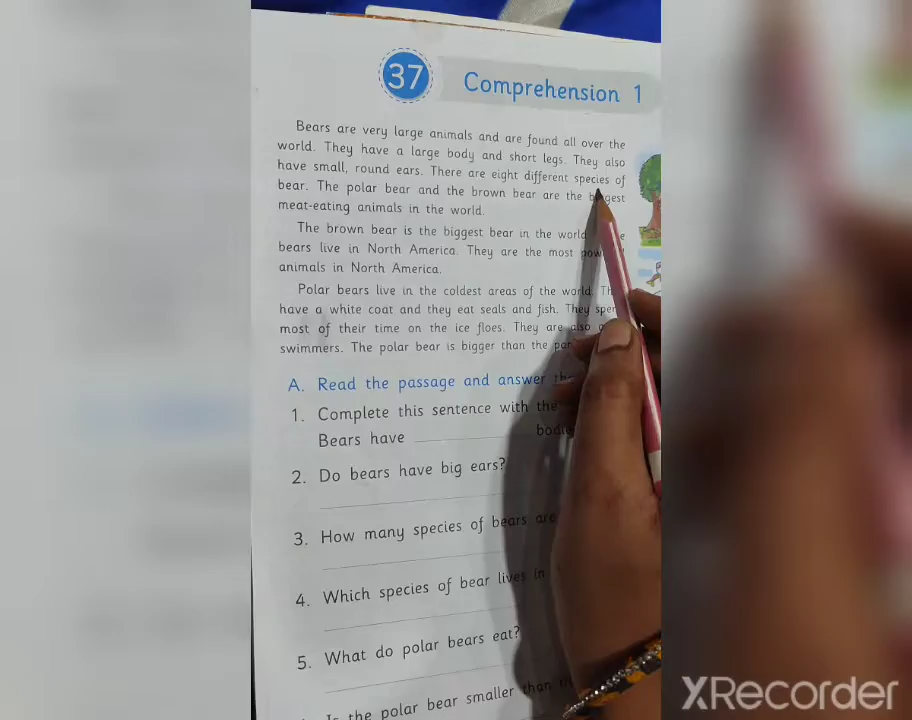 37
Comprehension 1
Bears are very large animals and are found all over the
world. They have a large body and short legs. They also
have small, round ears. There are eight different species of
bear. The polar bear and the brown bear are the biggest
meat-eating animals in the world.
The brown bear is the biggest bear in the world
bears live in North America. They are the most
animals in North America.
Polar bears live in the coldest areas of the world.
have a white coat and they eat seals and fish. They
most of their time on the ice floes. They are also
swimmers. The polar bear is bigger than the
A. Read the passage and answer
1. Complete this sentence with the
Bears have
2. Do bears have big ears?
3. How many species of bears are
4. Which species of bear lives in
5. What do polar bears eat?
Is the polar bear smaller than
XRecorder